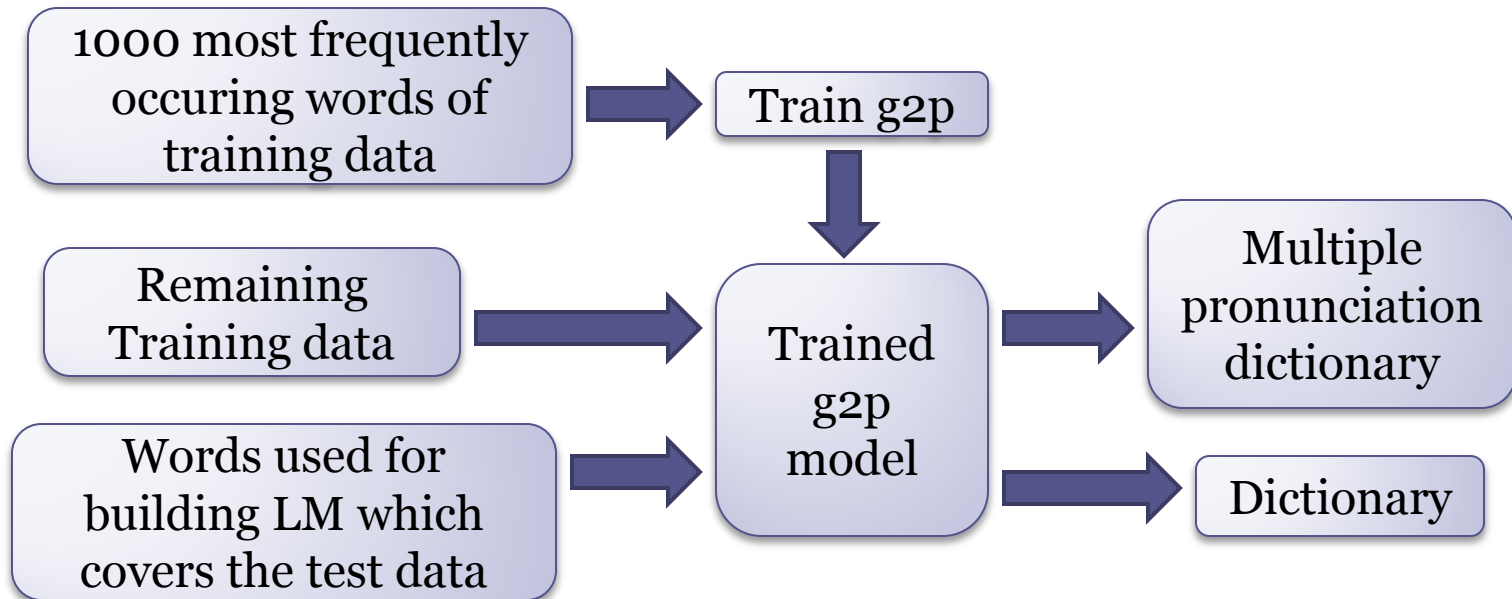 1000 most frequently
occuring words of
training data
Train g2p
Remaining
Training data
Trained
g2p
model
Multiple
pronunciation
dictionary
Words used for
building LM which
covers the test data
Dictionary